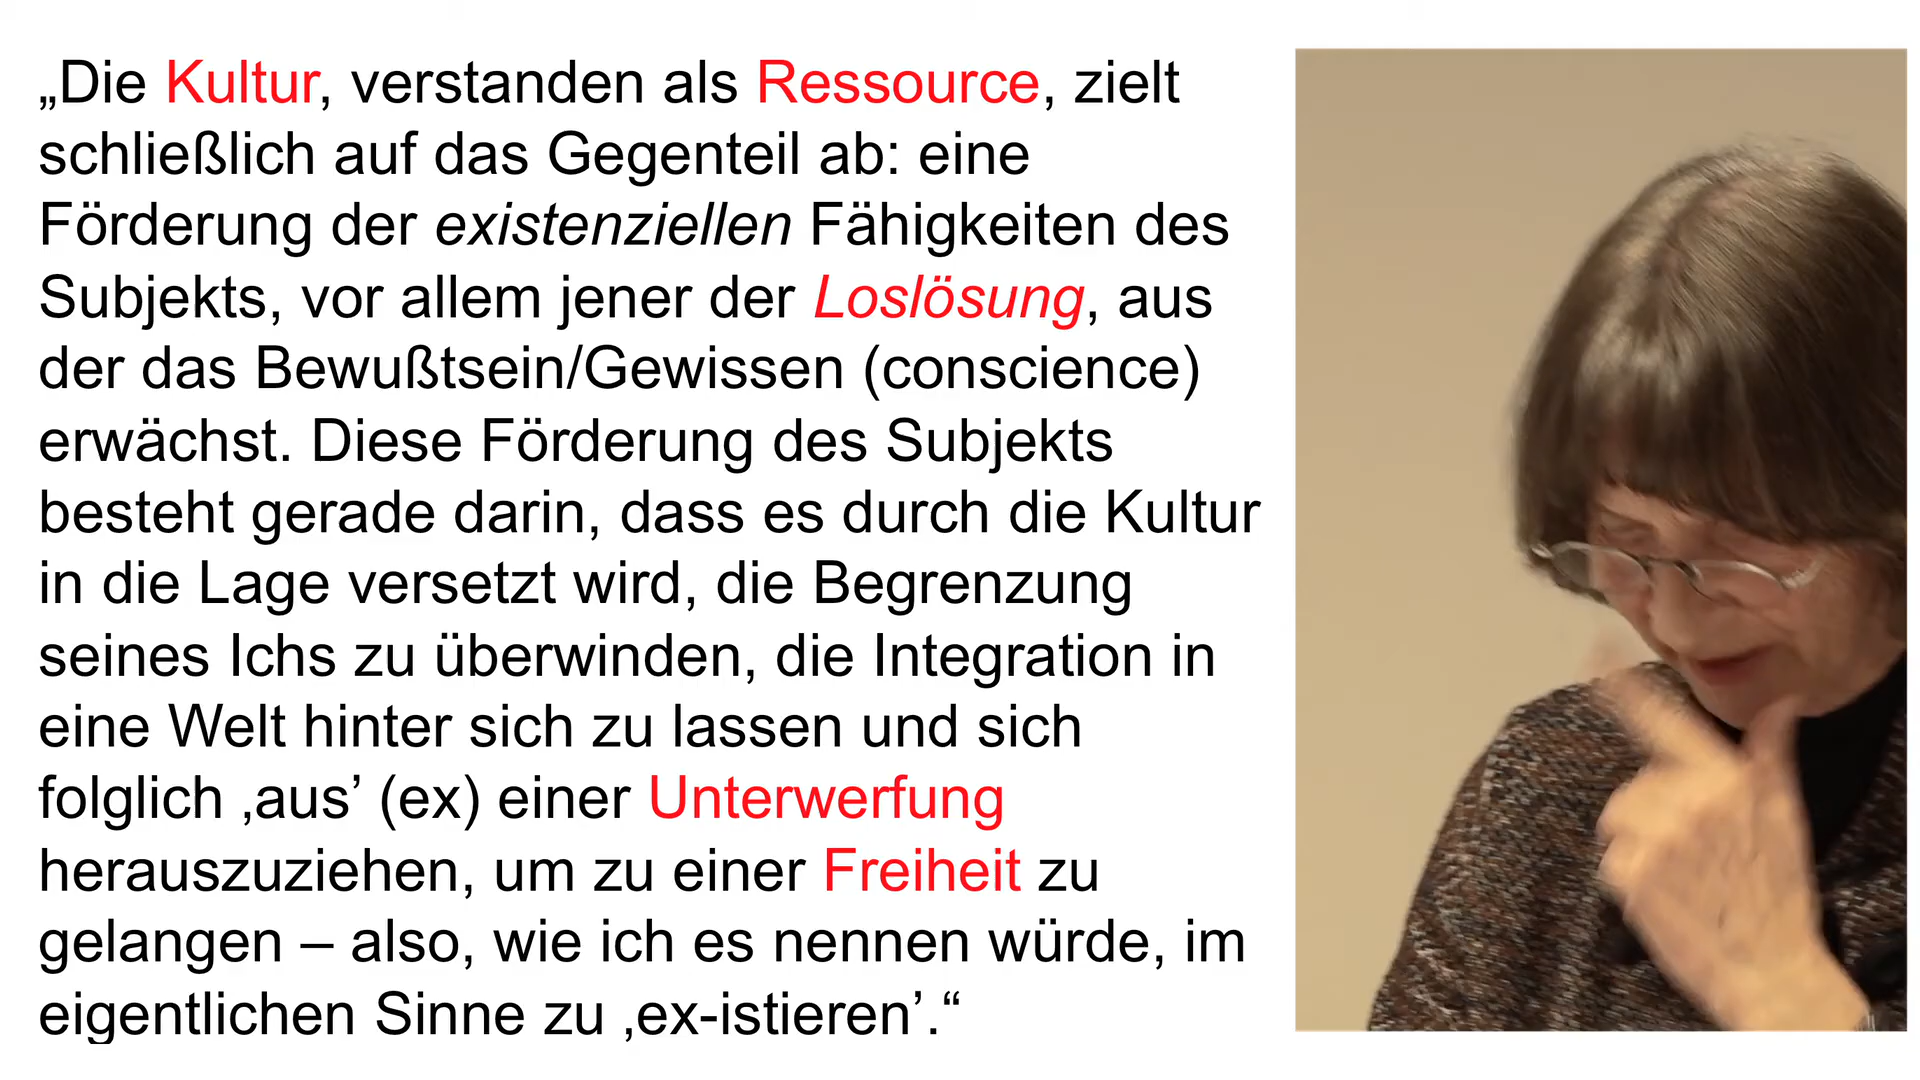 „Die Kultur, verstanden als Ressource, zielt
schließlich auf das Gegenteil ab: eine
Förderung der existenziellen Fähigkeiten des
Subjekts, vor allem jener der Loslösung, aus
der das Bewußtsein/Gewissen (conscience)
erwächst. Diese Förderung des Subjekts
besteht gerade darin, dass es durch die Kultur
in die Lage versetzt wird, die Begrenzung
seines Ichs zu überwinden, die Integration in
eine Welt hinter sich zu lassen und sich
folglich ‚aus’ (ex) einer Unterwerfung
herauszuziehen, um zu einer Freiheit zu
gelangen – also, wie ich es nennen würde, im
eigentlichen Sinne zu ‚ex-istieren’.“